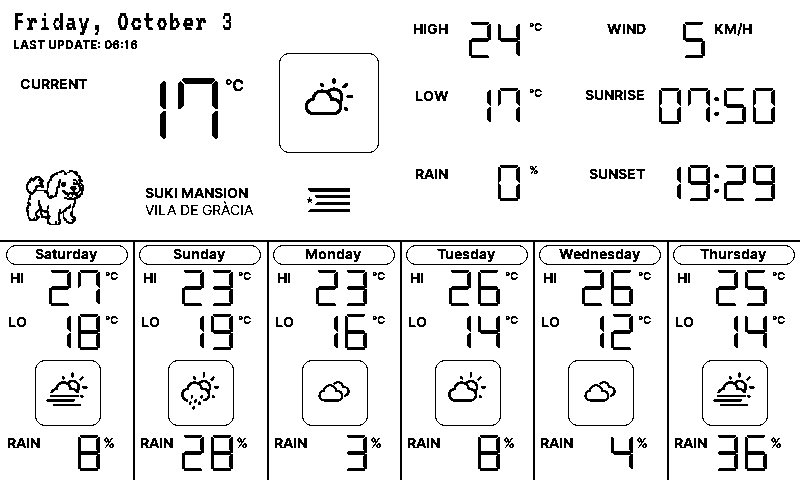 Friday, October 3
LAST UPDATE: 06:16
CURRENT 17 °C
HIGH 24 °C
LOW 17 °C
RAIN 0 %
WIND 5 KM/H
SUNRISE 07:50
SUNSET 19:29
SUKI MANSION
VILA DE GRÀCIA
Saturday
HI 27 °C
LO 18 °C
RAIN 8 %
Sunday
HI 23 °C
LO 19 °C
RAIN 28 %
Monday
HI 23 °C
LO 16 °C
RAIN 3 %
Tuesday
HI 26 °C
LO 14 °C
RAIN 8 %
Wednesday
HI 26 °C
LO 12 °C
RAIN 4 %
Thursday
HI 25 °C
LO 14 °C
RAIN 36 %